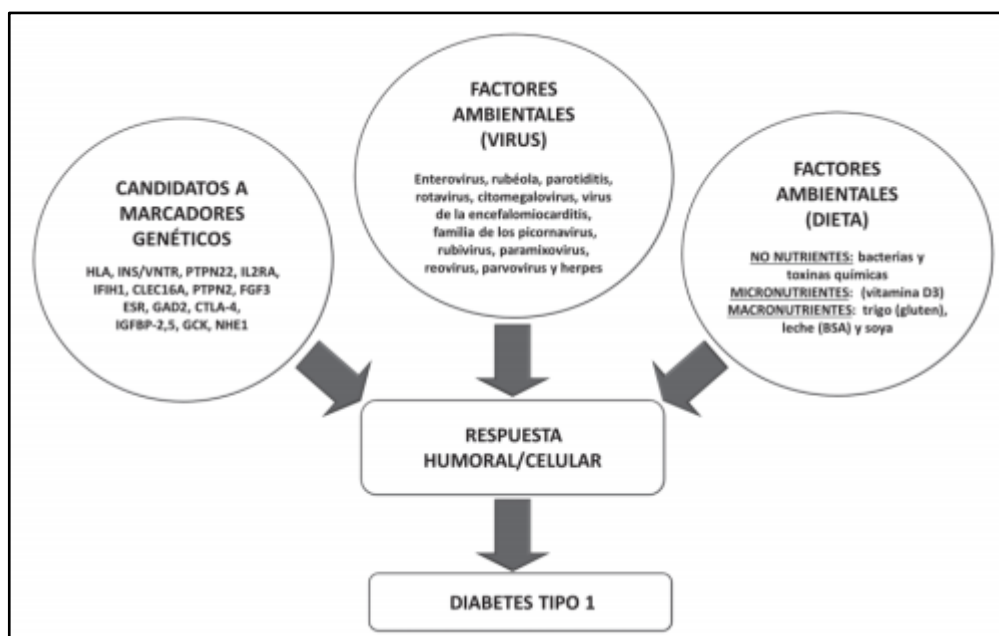 CANDIDATOS A
MARCADORES
GENÉTICOS
HLA, INS/VNTR, PTPN22, IL2RA,
IFIH1, CLEC16A, PTPN2, FGF3
ESR, GAD2, CTLA-4,
IGFBP-2,5, GCK, NHE1
FACTORES
AMBIENTALES
(VIRUS)
Enterovirus, rubéola, parotiditis,
rotavirus, citomegalovirus, virus
de la encefalomiocarditis,
familia de los picornavirus,
rubivirus, paramixovirus,
reovirus, parvovirus y herpes
FACTORES
AMBIENTALES
(DIETA)
NO NUTRIENTES: bacterias y
toxinas químicas
MICRONUTRIENTES: (vitamina D3)
MACRONUTRIENTES: trigo (gluten),
leche (BSA) y soya
RESPUESTA
HUMORAL/CELULAR
DIABETES TIPO 1